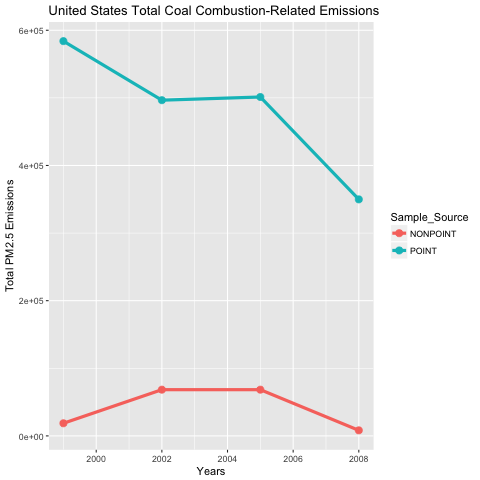 United States Total Coal Combustion-Related Emissions
6e+05
4e+05
2e+05
0e+00
Total PM2.5 Emissions
2000 2002 2004 2006 2008
Years
Sample_Source
NONPOINT
POINT